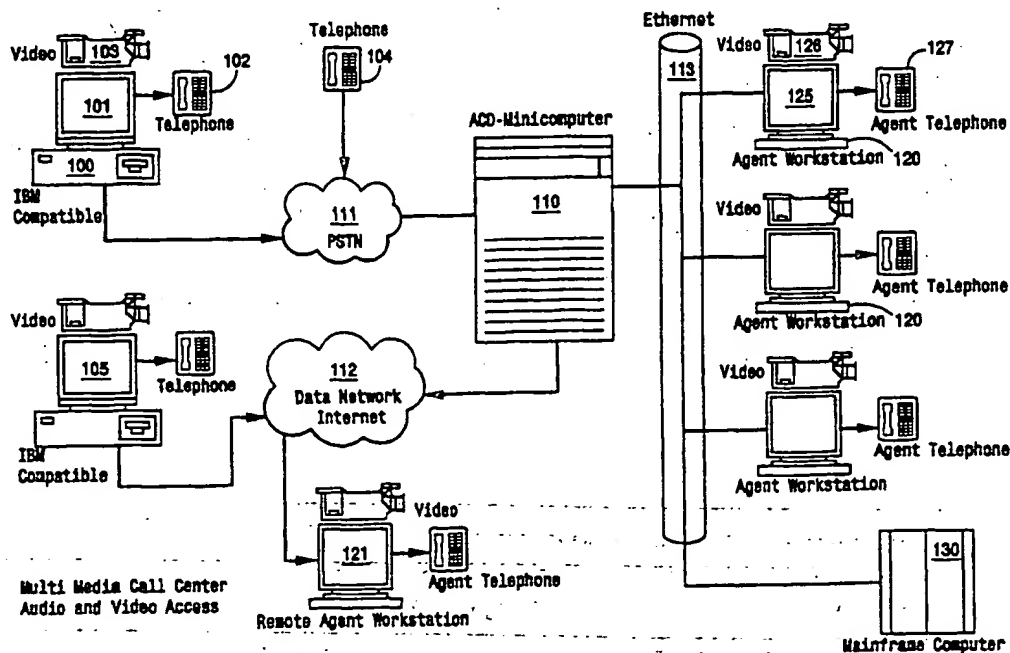 Video
103
102
101
Telephone
100
IBM
Compatible
Telephone
104
111
PSTN
ACD-Minicomputer
110
Ethernet
113
Video
126
127
125
Agent Telephone
Agent Workstation
120
Video
Agent Telephone
Agent Workstation
120
Video
Agent Telephone
Agent Workstation
Video
105
Telephone
IBM
Compatible
112
Data Network
Internet
Video
121
Agent Telephone
Remote Agent Workstation
130
Mainframe Computer
Multi Media Call Center
Audio and Video Access